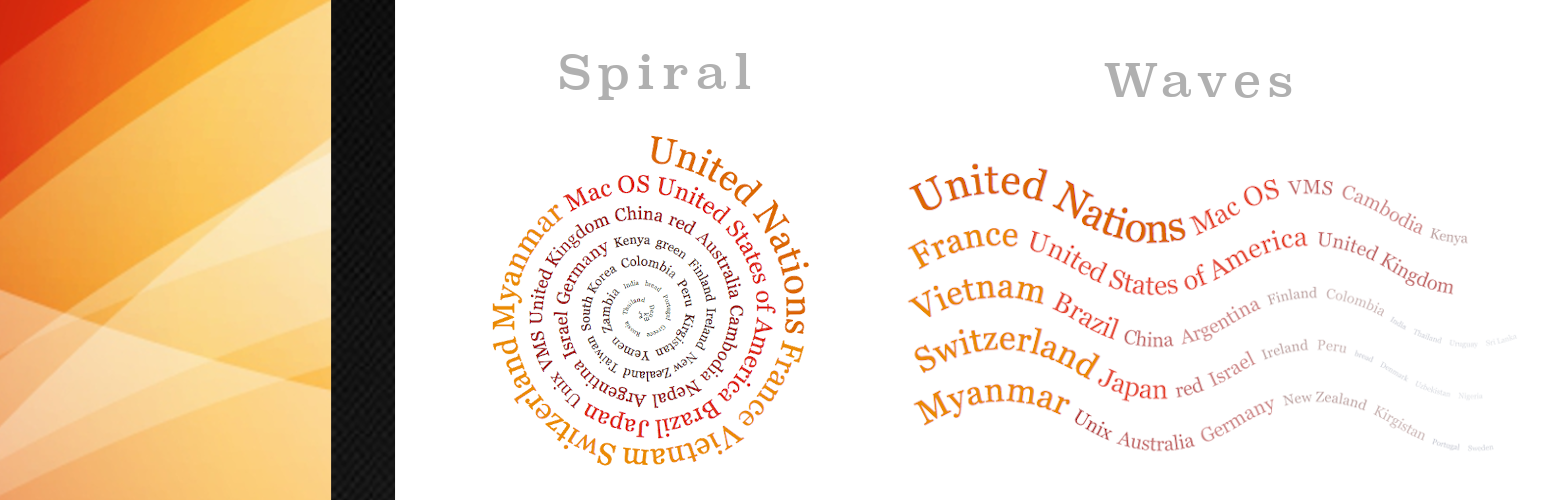 Spiral
Waves
United Nations France Vietnam Switzerland Myanmar Mac OS United States of America Brazil Japan Unix VMS United Kingdom China red Australia Cambodia Nepal Argentina Israel Germany Kenya green Finland Ireland New Zealand Taiwan South Korea Colombia Peru Kirgistan Yemen Zambia India bread Portugal Greece Russia Thailand
United Nations Mac OS VMS Cambodia Kenya
France United States of America United Kingdom
Vietnam Brazil China Argentina Finland Colombia India Thailand Uruguay Sri Lanka
Switzerland Japan red Israel Ireland Peru bread Denmark Uzbekistan Nigeria
Myanmar Unix Australia Germany New Zealand Kirgistan Portugal Sweden